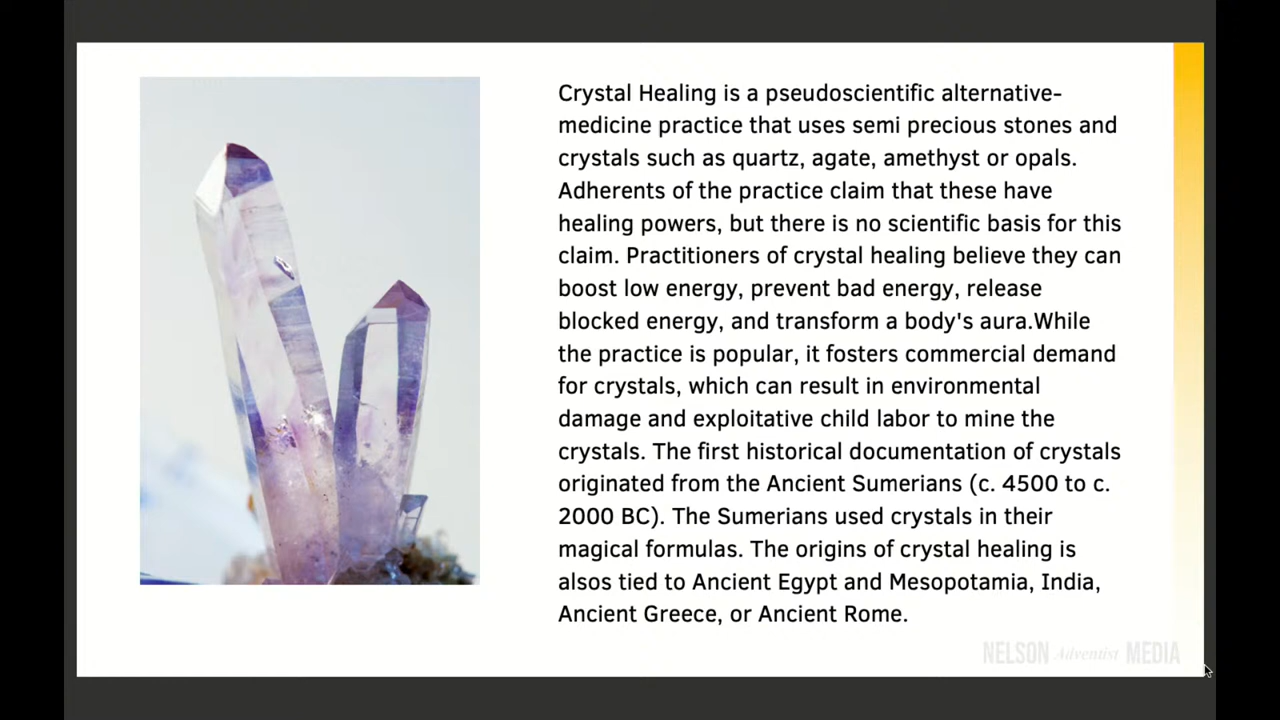 Crystal Healing is a pseudoscientific alternative-
medicine practice that uses semi precious stones and
crystals such as quartz, agate, amethyst or opals.
Adherents of the practice claim that these have
healing powers, but there is no scientific basis for this
claim. Practitioners of crystal healing believe they can
boost low energy, prevent bad energy, release
blocked energy, and transform a body's aura.While
the practice is popular, it fosters commercial demand
for crystals, which can result in environmental
damage and exploitative child labor to mine the
crystals. The first historical documentation of crystals
originated from the Ancient Sumerians (c. 4500 to c.
2000 BC). The Sumerians used crystals in their
magical formulas. The origins of crystal healing is
alsos tied to Ancient Egypt and Mesopotamia, India,
Ancient Greece, or Ancient Rome.
NELSON Adventist MEDIA